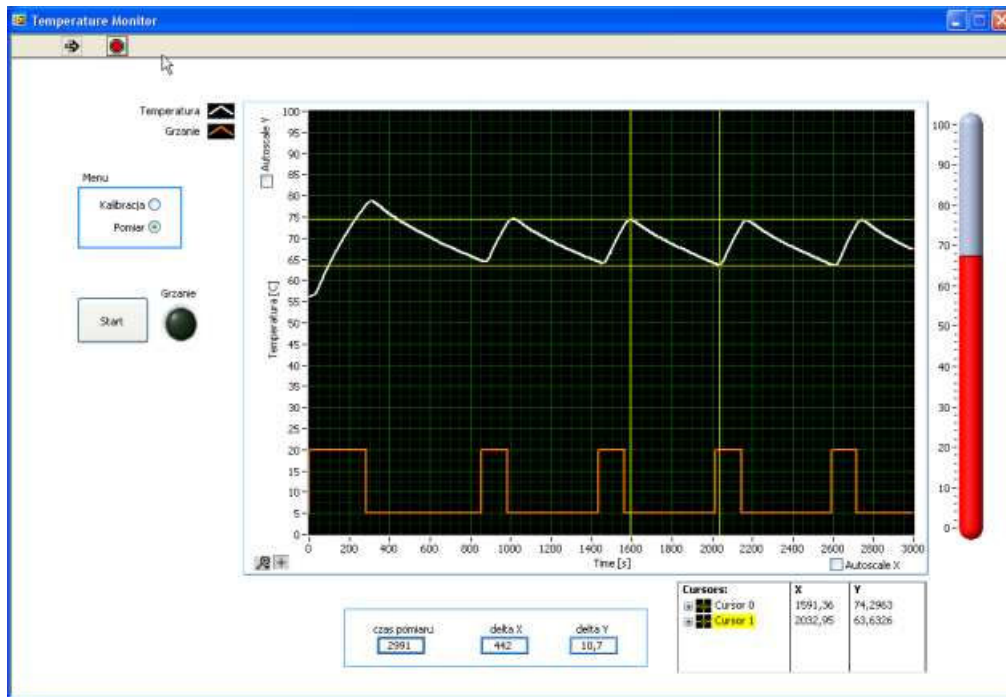 Temperature Monitor
Temperatura
Grzanie
Menu
Kalibracja
Pomiar
Grzanie
Start
Autoscale Y
Temperatura [C]
100
95
90
85
80
75
70
65
60
55
50
45
40
35
30
25
20
15
10
5
0
0 200 400 600 800 1000 1200 1400 1600 1800 2000 2200 2400 2600 2800 3000
Time [s]
Autoscale X
100
90
80
70
60
50
40
30
20
10
0
Cursors: X Y
Cursor 0 1591,36 74,2963
Cursor 1 2032,95 63,6326
czas pomiaru delta X delta Y
2991 442 10,7